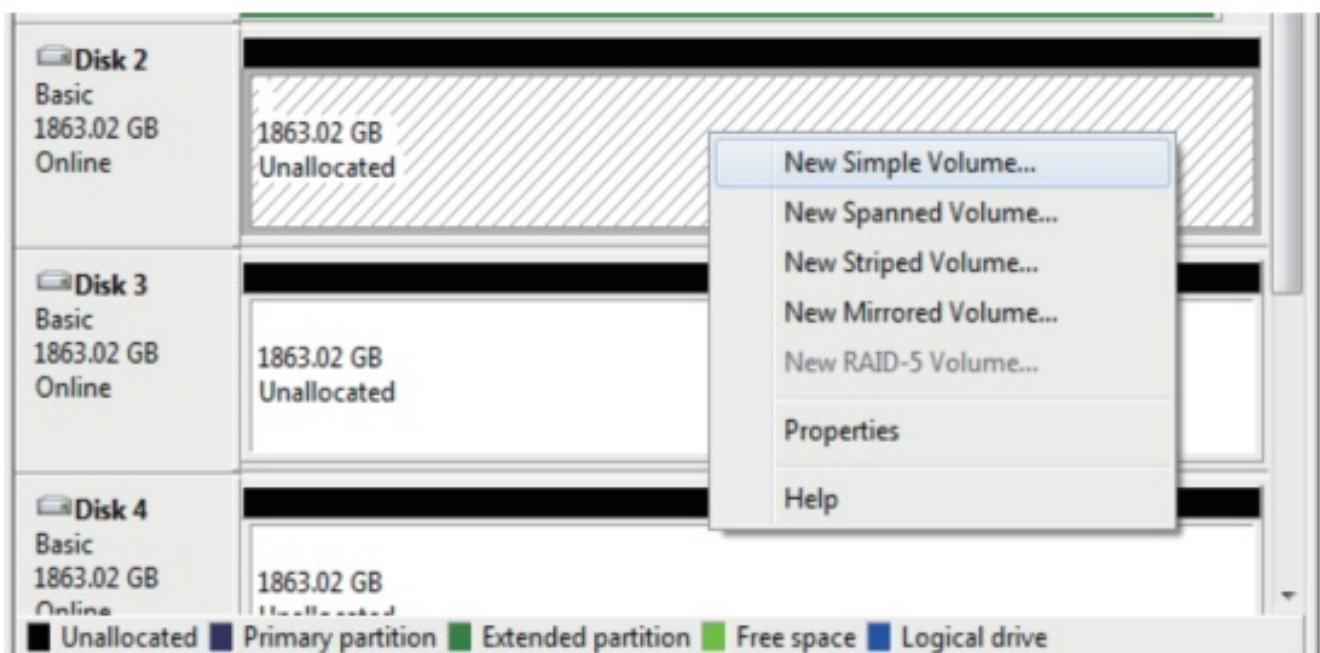 Disk 2
Basic
1863.02 GB
Online
1863.02 GB
Unallocated
New Simple Volume...
New Spanned Volume...
New Striped Volume...
New Mirrored Volume...
New RAID-5 Volume...
Properties
Help
Disk 3
Basic
1863.02 GB
Online
1863.02 GB
Unallocated
Disk 4
Basic
1863.02 GB
Online
1863.02 GB
Unallocated
Unallocated Primary partition Extended partition Free space Logical drive